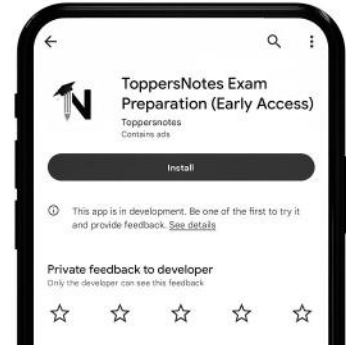 ToppersNotes Exam
Preparation (Early Access)
Toppersnotes
Contains ads
Install
This app is in development. Be one of the first to try it
and provide feedback. See details
Private feedback to developer
Only the developer can see this feedback